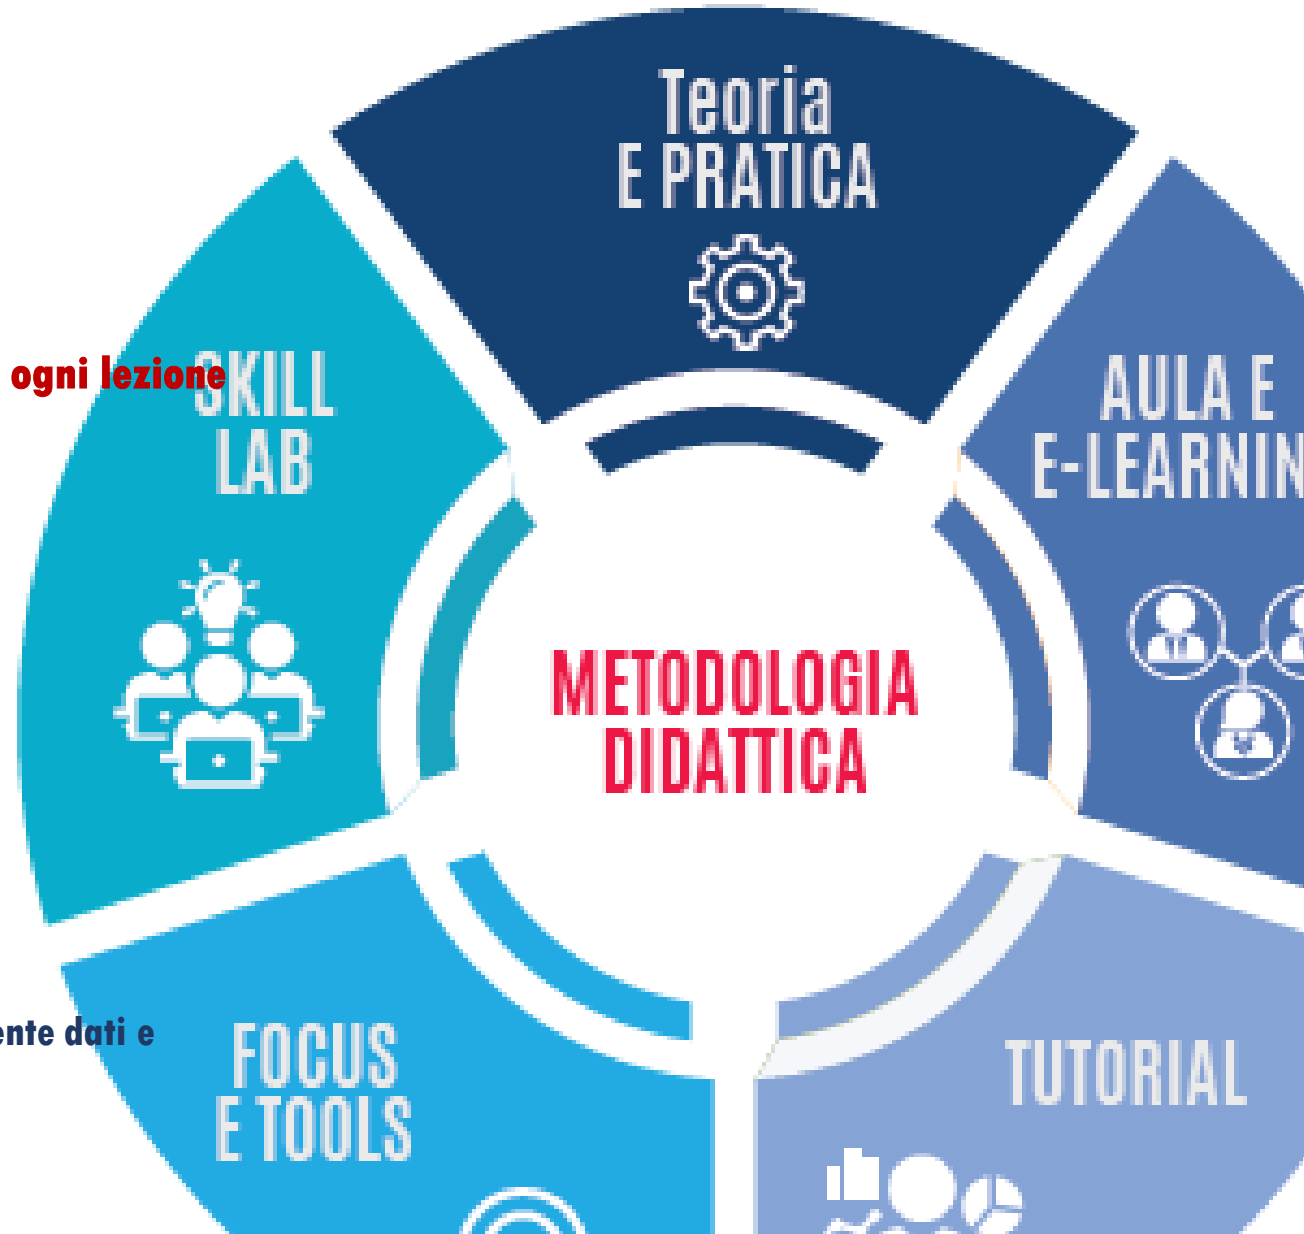 Teoria
E PRATICA
ogni lezione
SKILL
LAB
AULA E
E-LEARNIN
METODOLOGIA
DIDATTICA
ente dati e
FOCUS
E TOOLS
TUTORIAL